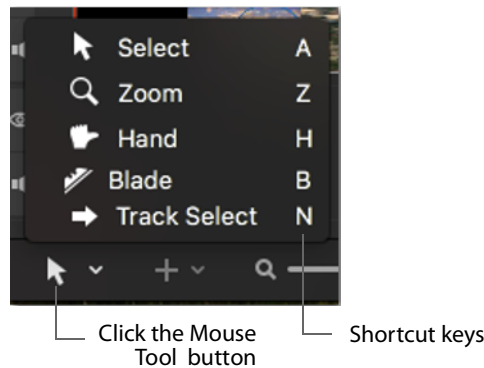 Select A
Zoom Z
Hand H
Blade B
Track Select N
Click the Mouse
Tool button
Shortcut keys